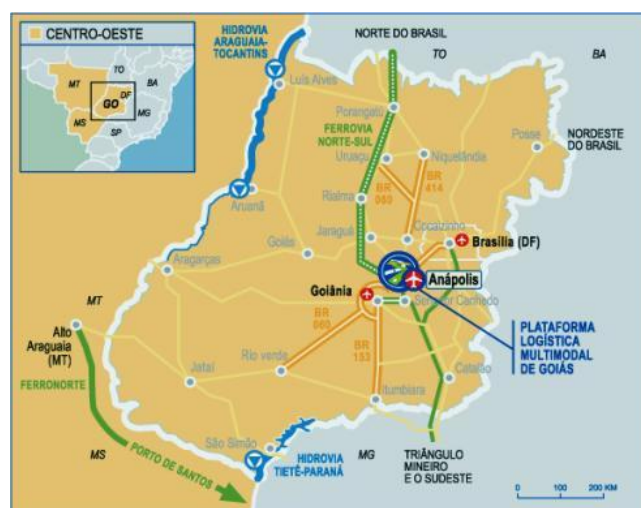 CENTRO-OESTE
MT
TO
BA
GO
DF
MS
MG
SP
HIDROVIA
ARAGUAIA-
TOCANTINS
NORTE DO BRASIL
TO
BA
Luís Alves
Porangatu
FERROVIA
NORTE-SUL
Posse
NORDESTE
DO BRASIL
Uruaçu
Niquelândia
BR
080
BR
414
Rialma
Aruanã
Jaraguá
Cocalzinho
Goiás
Brasília (DF)
Aragarças
Anápolis
Goiânia
Senador Canhedo
MT
Alto
Araguaia
(MT)
FERRONORTE
BR
060
BR
153
PLATAFORMA
LOGÍSTICA
MULTIMODAL
DE GOIÁS
Rio verde
Jataí
Catalão
Itumbiara
São Simão
MS
PORTO DE SANTOS
HIDROVIA
TIETÊ-PARANÁ
MG
TRIÂNGULO
MINEIRO
E O SUDESTE
0 100 200 KM